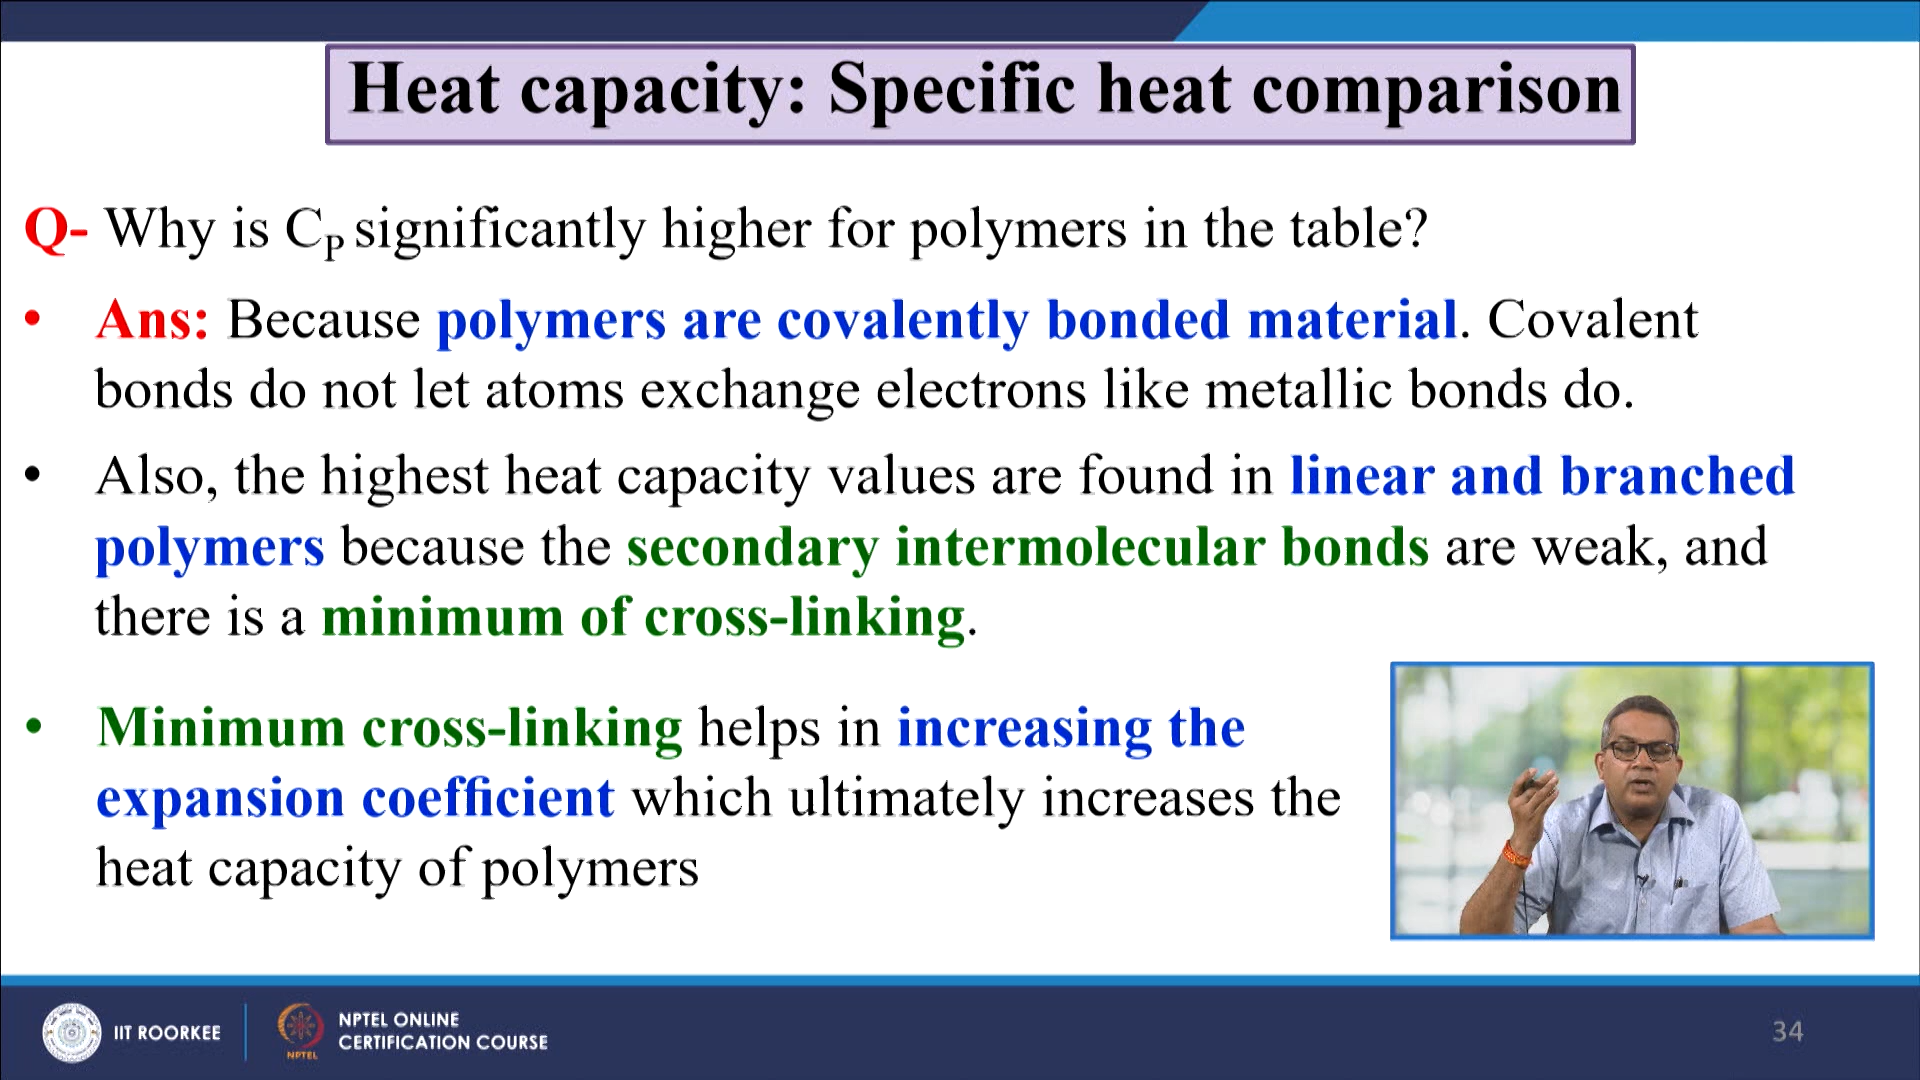 Heat capacity: Specific heat comparison
Q- Why is CP significantly higher for polymers in the table?
• Ans: Because polymers are covalently bonded material. Covalent
bonds do not let atoms exchange electrons like metallic bonds do.
• Also, the highest heat capacity values are found in linear and branched
polymers because the secondary intermolecular bonds are weak, and
there is a minimum of cross-linking.
• Minimum cross-linking helps in increasing the
expansion coefficient which ultimately increases the
heat capacity of polymers
IIT ROORKEE
NPTEL
NPTEL ONLINE
CERTIFICATION COURSE
34